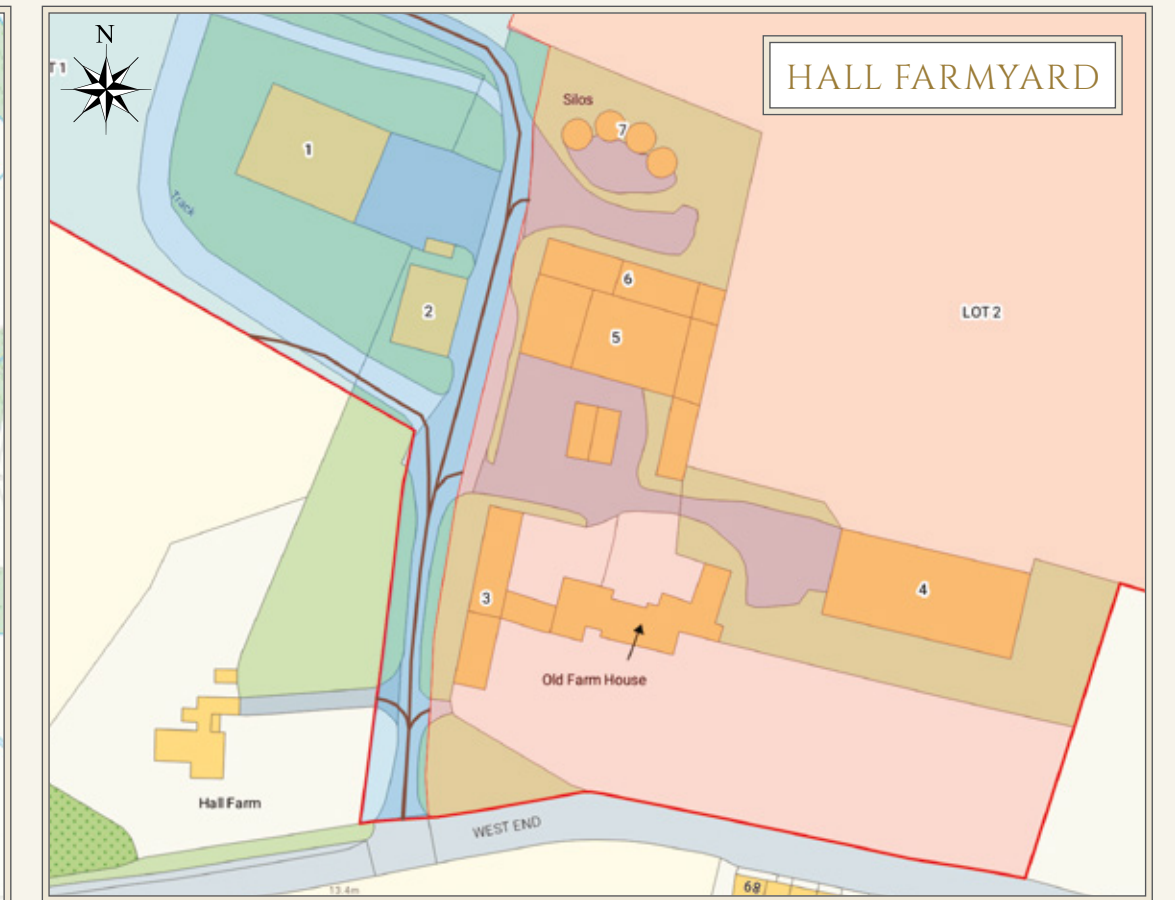 N
T 1
HALL FARMYARD
Silos
7
1
Track
6
2
LOT 2
5
4
3
Old Farm House
Hall Farm
WEST END
13.4m
68